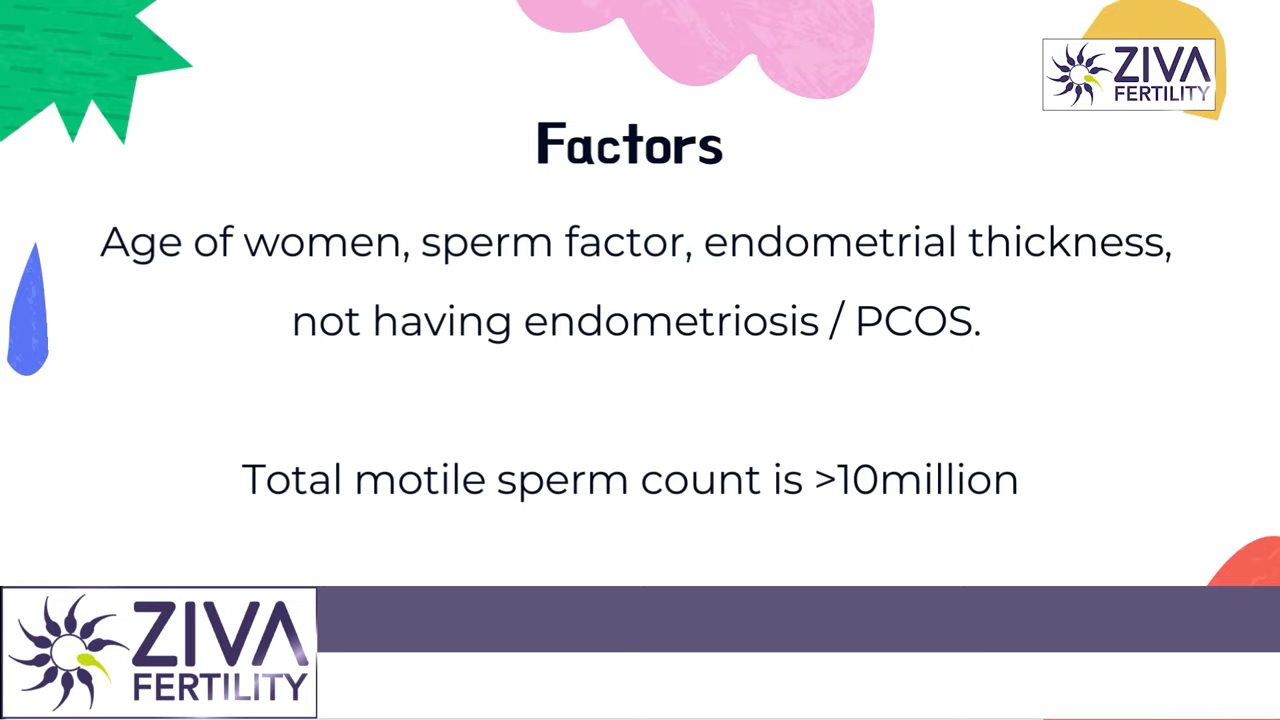 ZIVA
FERTILITY
Factors
Age of women, sperm factor, endometrial thickness,
not having endometriosis / PCOS.
Total motile sperm count is >10million
ZIVA
FERTILITY